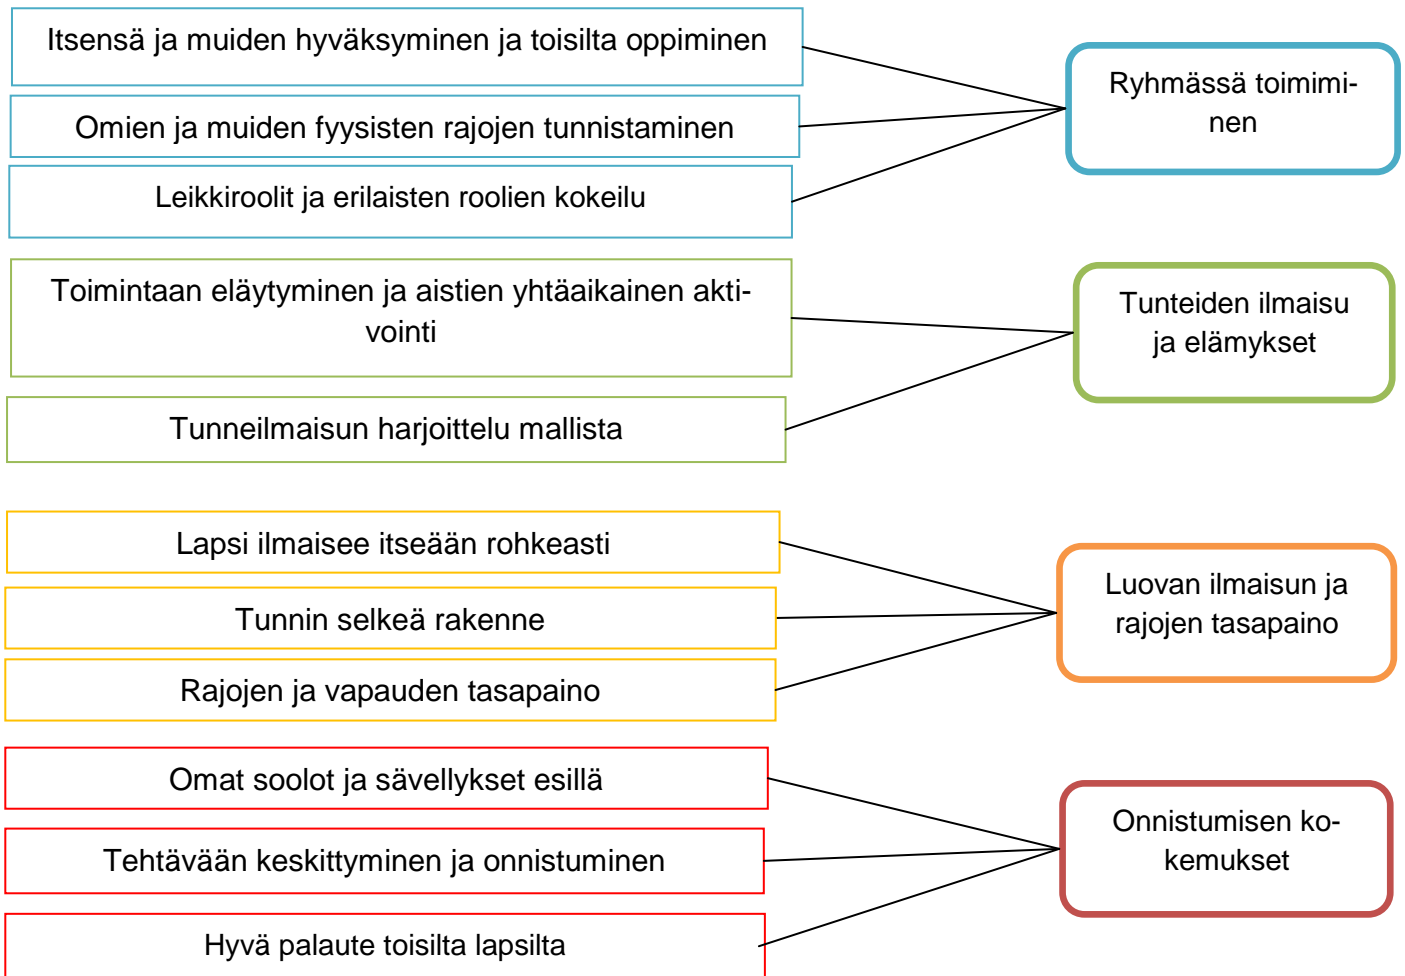 Itsensä ja muiden hyväksyminen ja toisilta oppiminen
Omien ja muiden fyysisten rajojen tunnistaminen
Leikkiroolit ja erilaisten roolien kokeilu
Ryhmässä toimimi-
nen
Toimintaan eläytyminen ja aistien yhtäaikainen akti-
vointi
Tunneilmaisun harjoittelu mallista
Tunteiden ilmaisu
ja elämykset
Lapsi ilmaisee itseään rohkeasti
Tunnin selkeä rakenne
Rajojen ja vapauden tasapaino
Luovan ilmaisun ja
rajojen tasapaino
Omat soolot ja sävellykset esillä
Tehtävään keskittyminen ja onnistuminen
Hyvä palaute toisilta lapsilta
Onnistumisen ko-
kemukset